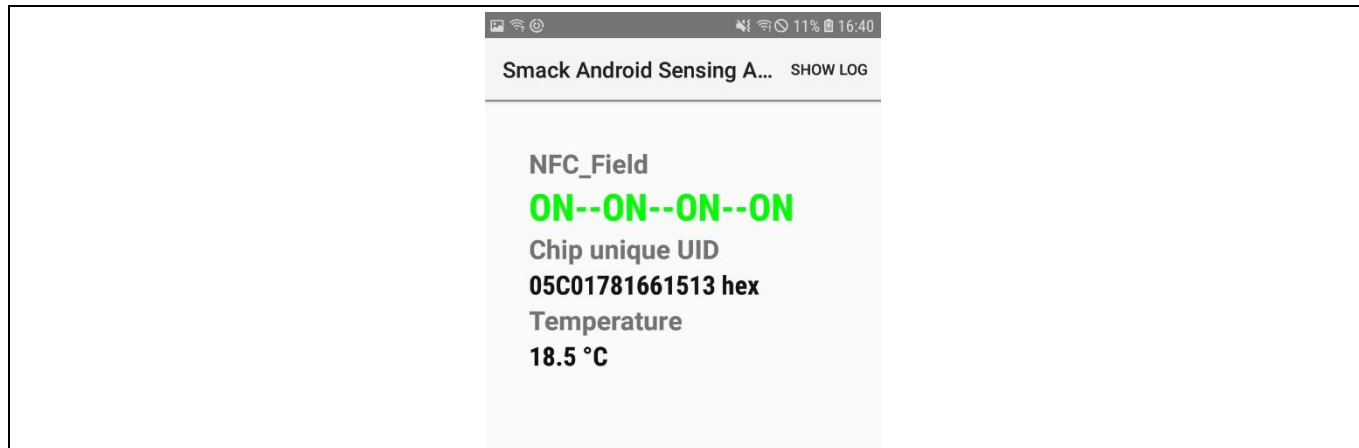 11% 16:40
Smack Android Sensing A... SHOW LOG
NFC_Field
ON--ON--ON--ON
Chip unique UID
05C01781661513 hex
Temperature
18.5 °C